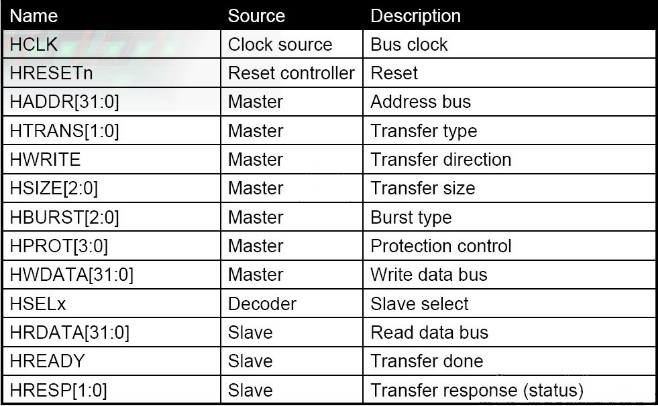 Name Source Description
HCLK Clock source Bus clock
HRESETn Reset controller Reset
HADDR[31:0] Master Address bus
HTRANS[1:0] Master Transfer type
HWRITE Master Transfer direction
HSIZE[2:0] Master Transfer size
HBURST[2:0] Master Burst type
HPROT[3:0] Master Protection control
HWDATA[31:0] Master Write data bus
HSELx Decoder Slave select
HRDATA[31:0] Slave Read data bus
HREADY Slave Transfer done
HRESP[1:0] Slave Transfer response (status)